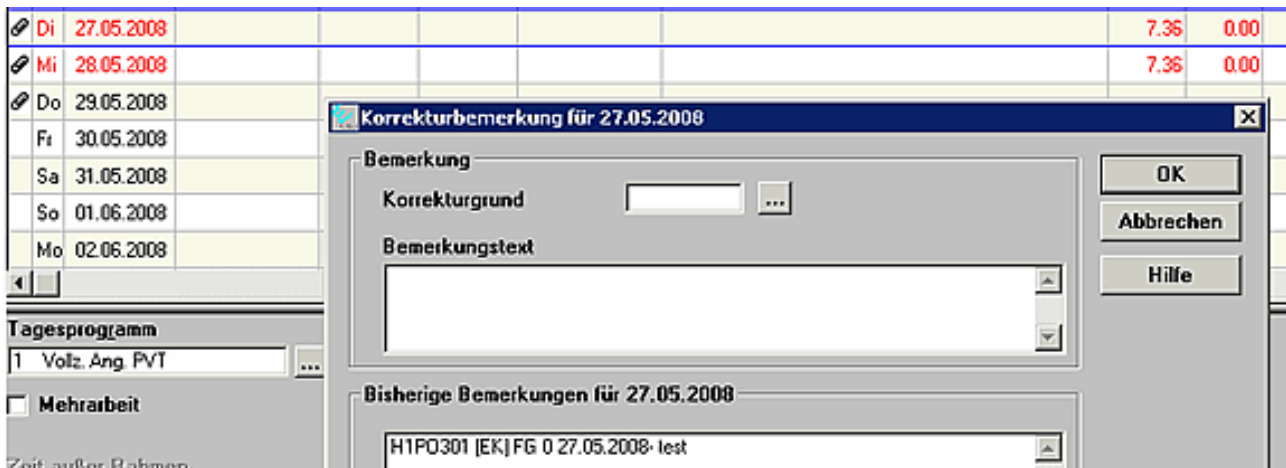 Di 27.05.2008 7.36 0.00
Mi 28.05.2008 7.36 0.00
Do 29.05.2008
Fr 30.05.2008
Sa 31.05.2008
So 01.06.2008
Mo 02.06.2008
Korrekturbemerkung für 27.05.2008
Bemerkung
Korrekturgrund ...
Bemerkungstext
OK
Abbrechen
Hilfe
Tagesprogramm
1 Vollz. Ang. PVT ...
Mehrarbeit
Zeit außer Rahmen
Bisherige Bemerkungen für 27.05.2008
H1PO301 [EK] FG 0 27.05.2008- test